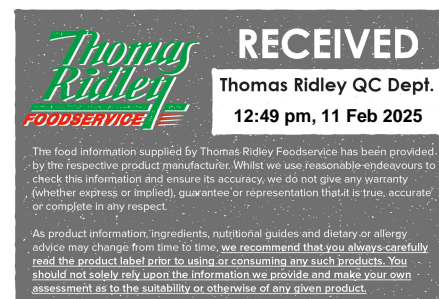 Thomas
Ridley
FOODSERVICE
RECEIVED
Thomas Ridley QC Dept.
12:49 pm, 11 Feb 2025
The food information supplied by Thomas Ridley Foodservice has been provided
by the respective product manufacturer. Whilst we use reasonable endeavours to
check this information and ensure its accuracy, we do not give any warranty
(whether express or implied), guarantee or representation that it is true, accurate
or complete in any respect.
As product information, ingredients, nutritional guides and dietary or allergy
advice may change from time to time, we recommend that you always carefully
read the product label prior to using or consuming any such products. You
should not solely rely upon the information we provide and make your own
assessment as to the suitability or otherwise of any given product.